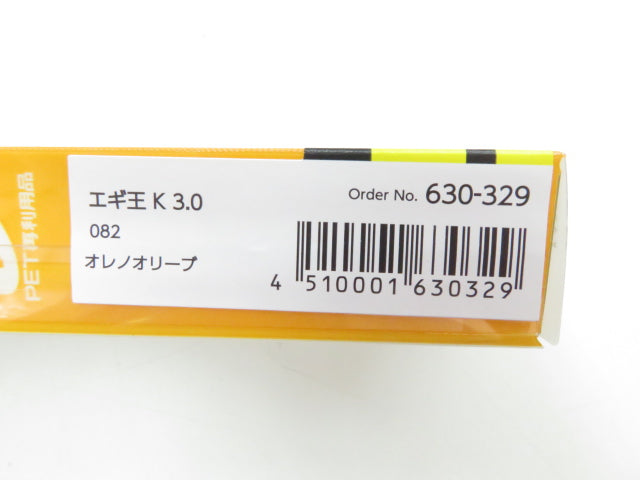 エギ王 K 3.0
082
オレノオリーブ
Order No. 630-329
4 510001 630329
PET再利用品